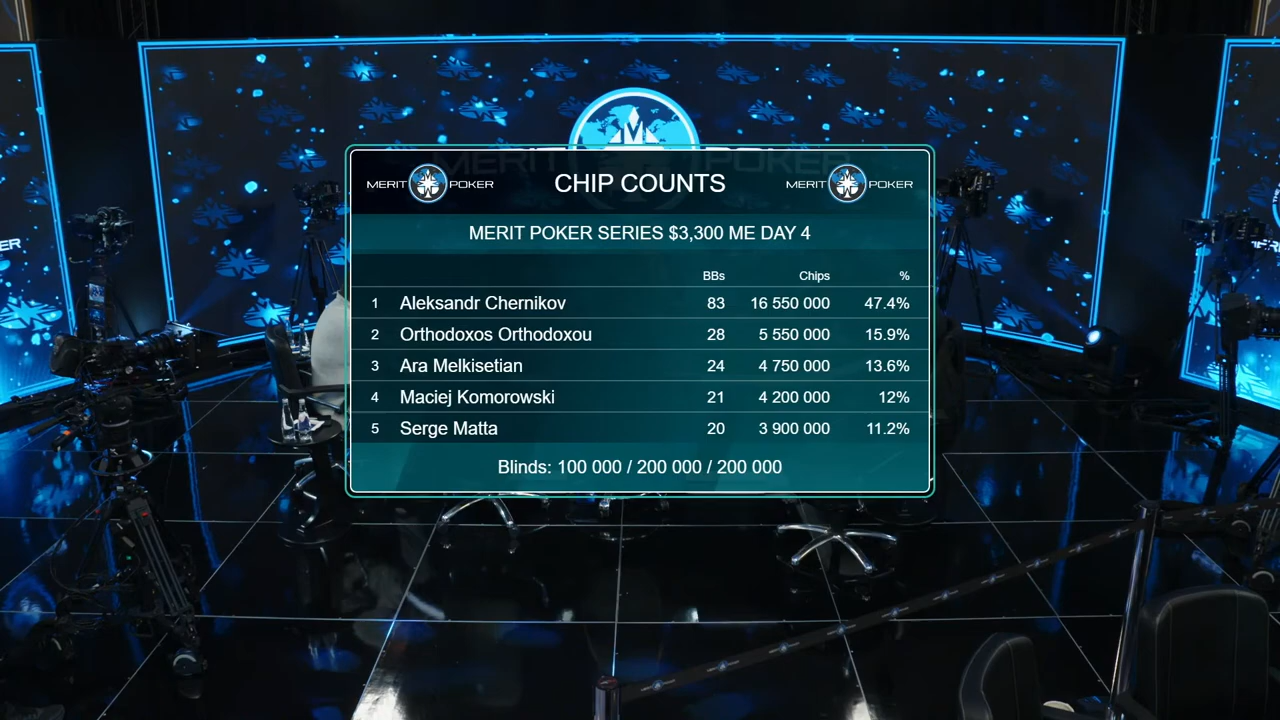 MERIT POKER
CHIP COUNTS
MERIT POKER
MERIT POKER SERIES $3,300 ME DAY 4
BBs Chips %
1 Aleksandr Chernikov 83 16 550 000 47.4%
2 Orthodoxos Orthodoxou 28 5 550 000 15.9%
3 Ara Melkisetian 24 4 750 000 13.6%
4 Maciej Komorowski 21 4 200 000 12%
5 Serge Matta 20 3 900 000 11.2%
Blinds: 100 000 / 200 000 / 200 000